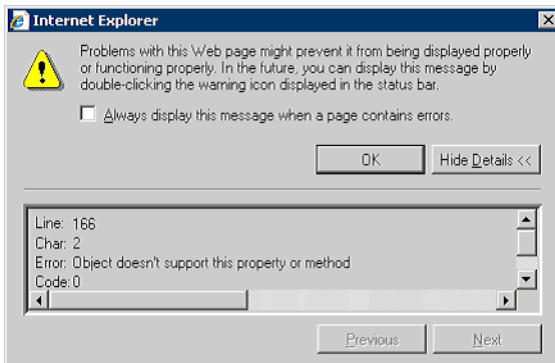 Internet Explorer
Problems with this Web page might prevent it from being displayed properly
or functioning properly. In the future, you can display this message by
double-clicking the warning icon displayed in the status bar.
Always display this message when a page contains errors.
OK
Hide Details <<
Line: 166
Char: 2
Error: Object doesn't support this property or method
Code:0
Previous
Next